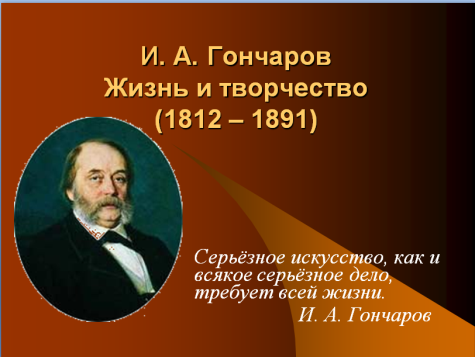 И. А. Гончаров
Жизнь и творчество
(1812 – 1891)
Серьёзное искусство, как и
всякое серьёзное дело,
требует всей жизни.
И. А. Гончаров